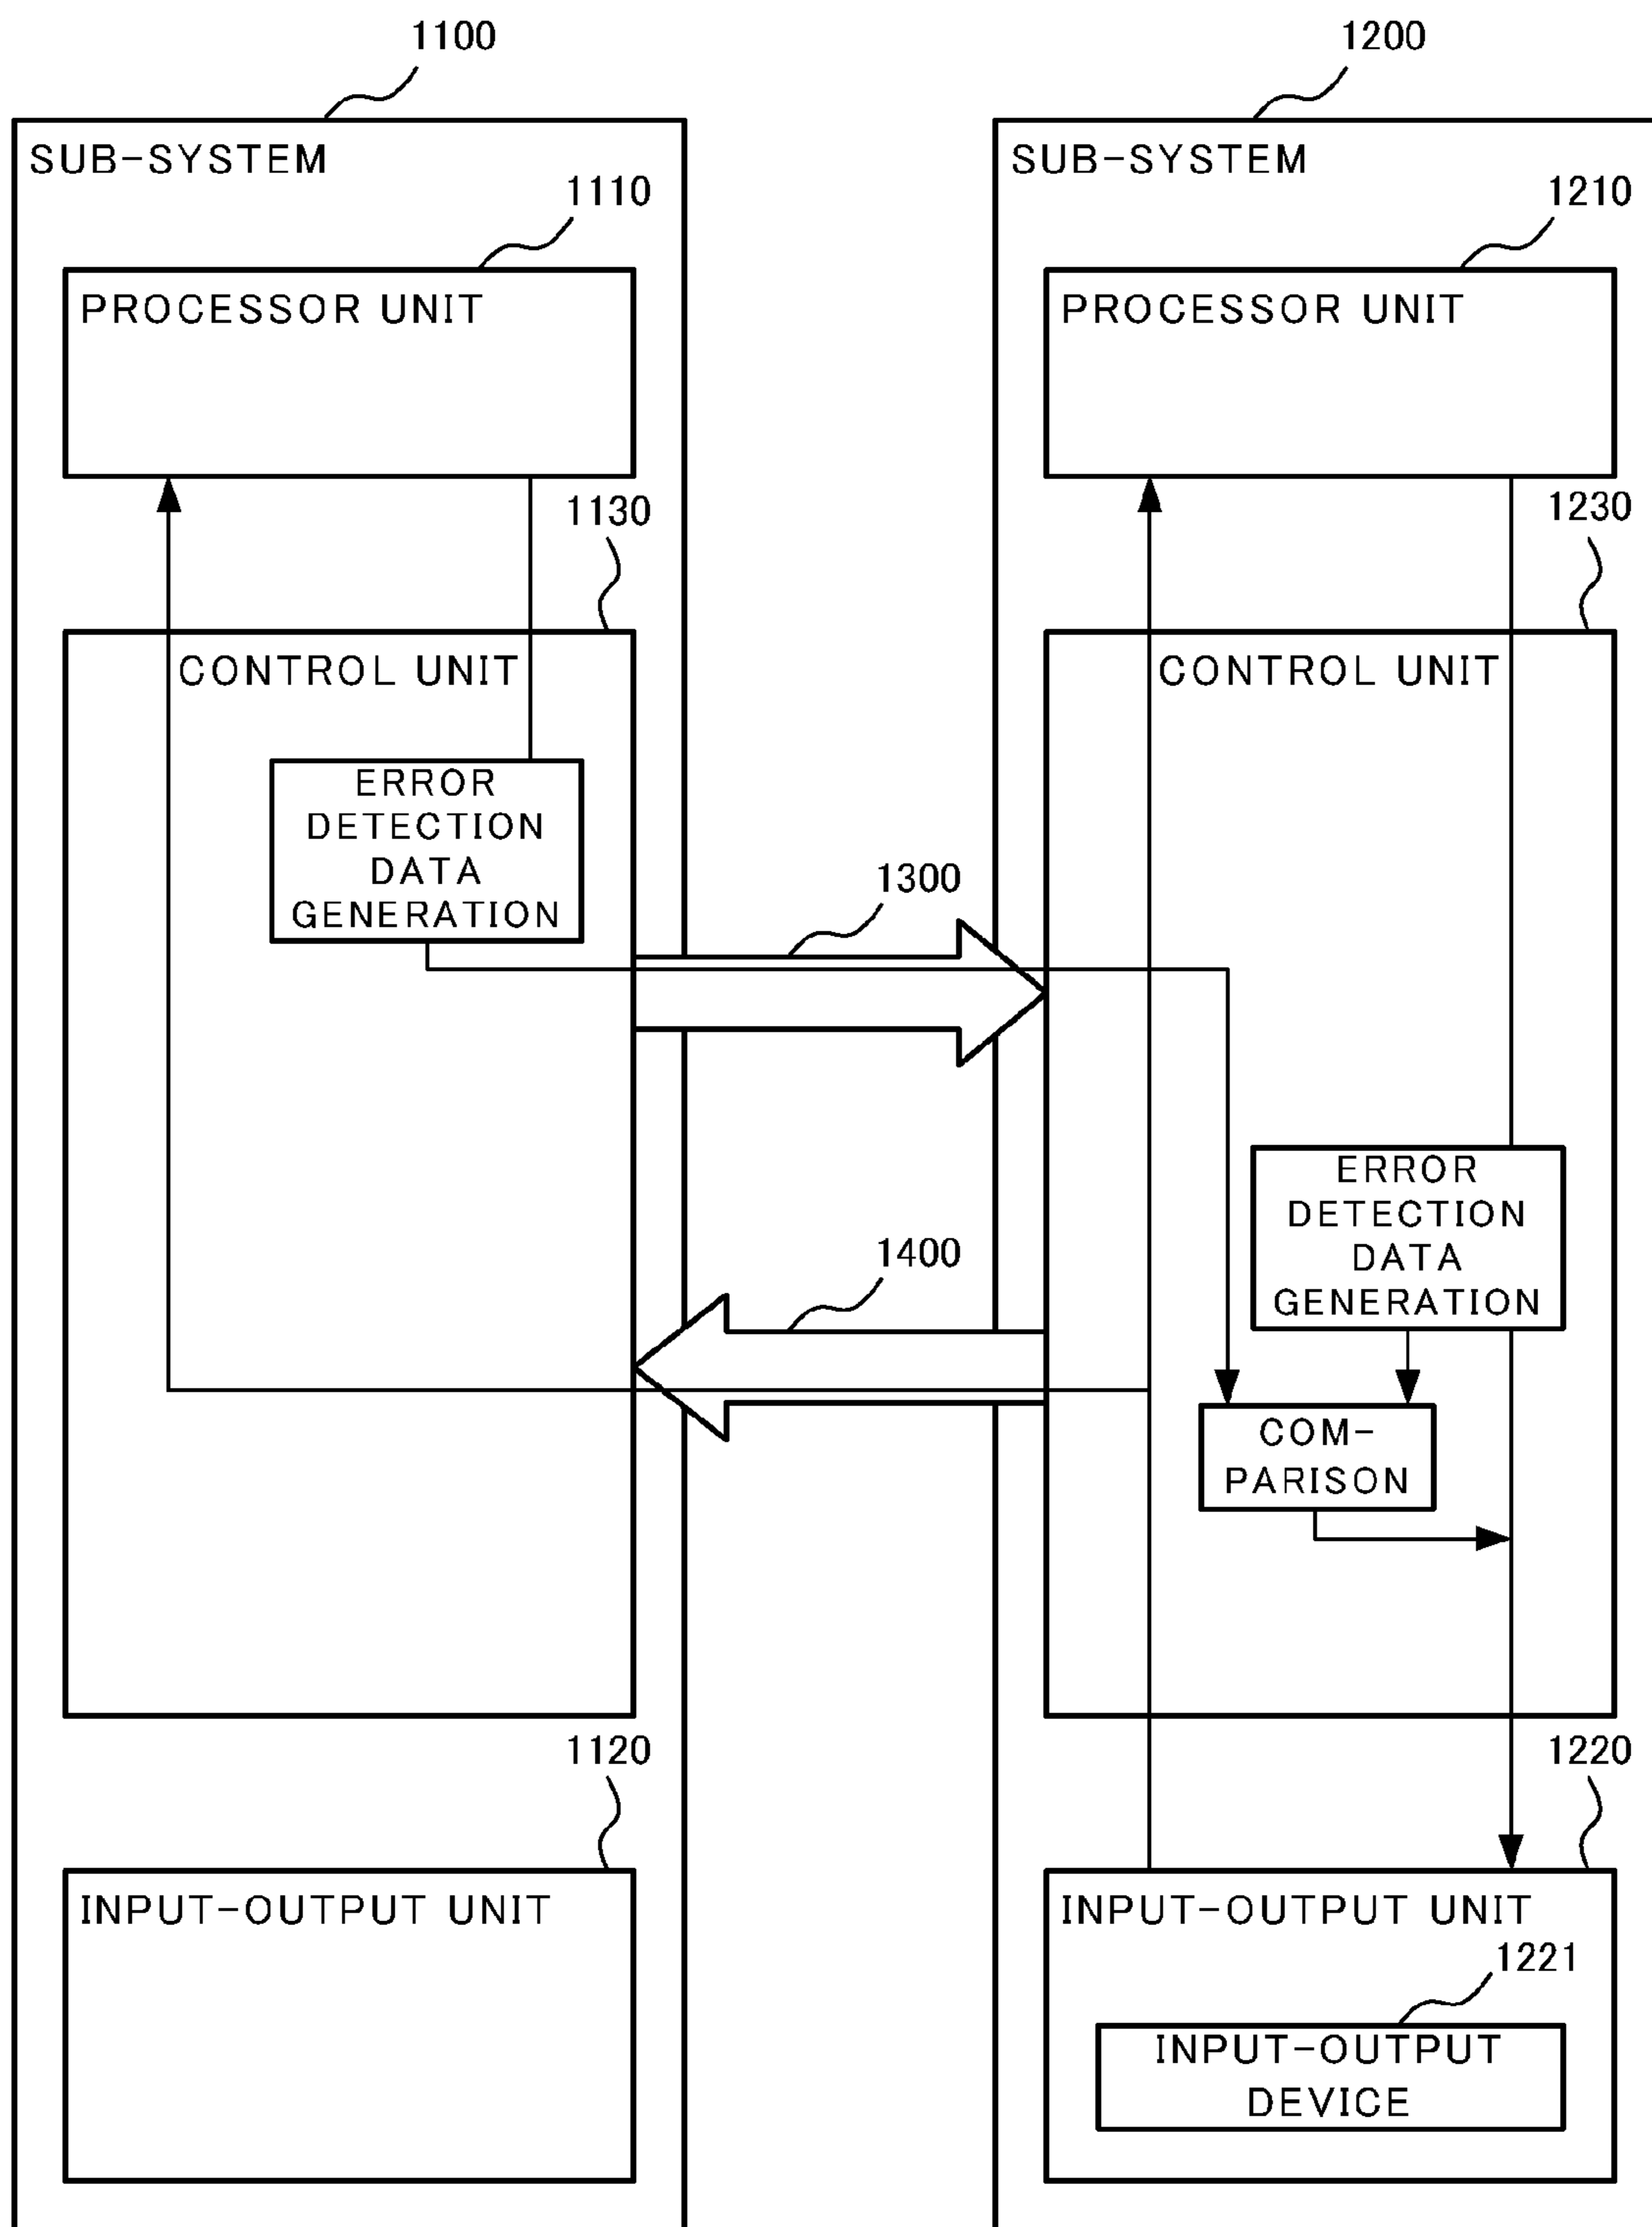 1100
1200
SUB-SYSTEM
SUB-SYSTEM
1110
1210
PROCESSOR UNIT
PROCESSOR UNIT
1130
1230
CONTROL UNIT
CONTROL UNIT
ERROR
DETECTION
DATA
GENERATION
1300
ERROR
DETECTION
DATA
GENERATION
1400
COM-
PARISON
1120
1220
INPUT-OUTPUT UNIT
INPUT-OUTPUT UNIT
1221
INPUT-OUTPUT
DEVICE